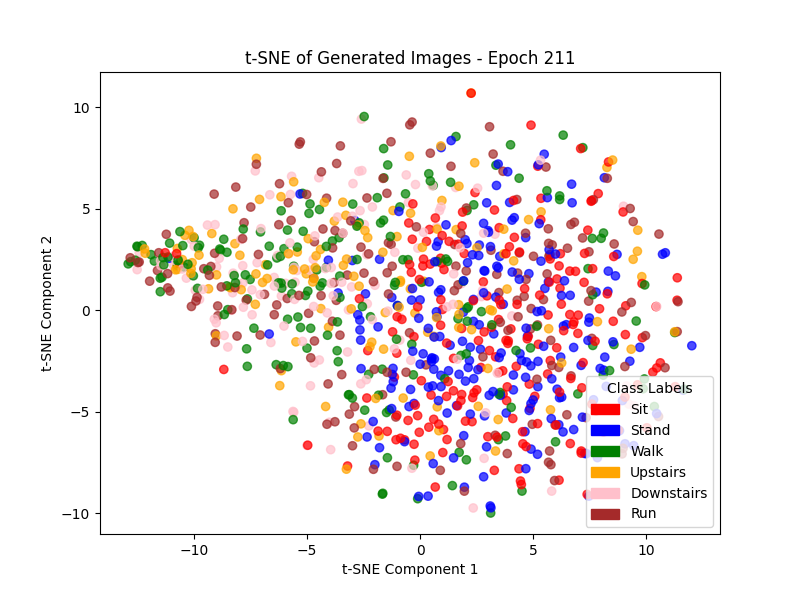 t-SNE of Generated Images - Epoch 211
t-SNE Component 2
10
5
0
−5
−10
Class Labels
Sit
Stand
Walk
Upstairs
Downstairs
Run
−10
−5
0
5
10
t-SNE Component 1